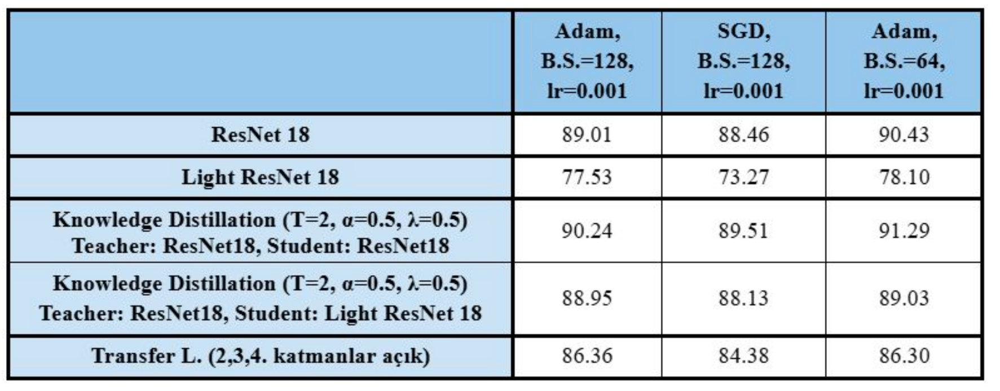 Adam, B.S.=128, lr=0.001
SGD, B.S.=128, lr=0.001
Adam, B.S.=64, lr=0.001
ResNet 18 89.01 88.46 90.43
Light ResNet 18 77.53 73.27 78.10
Knowledge Distillation (T=2, α=0.5, λ=0.5)
Teacher: ResNet18, Student: ResNet18
90.24 89.51 91.29
Knowledge Distillation (T=2, α=0.5, λ=0.5)
Teacher: ResNet18, Student: Light ResNet 18
88.95 88.13 89.03
Transfer L. (2,3,4. katmanlar açık) 86.36 84.38 86.30